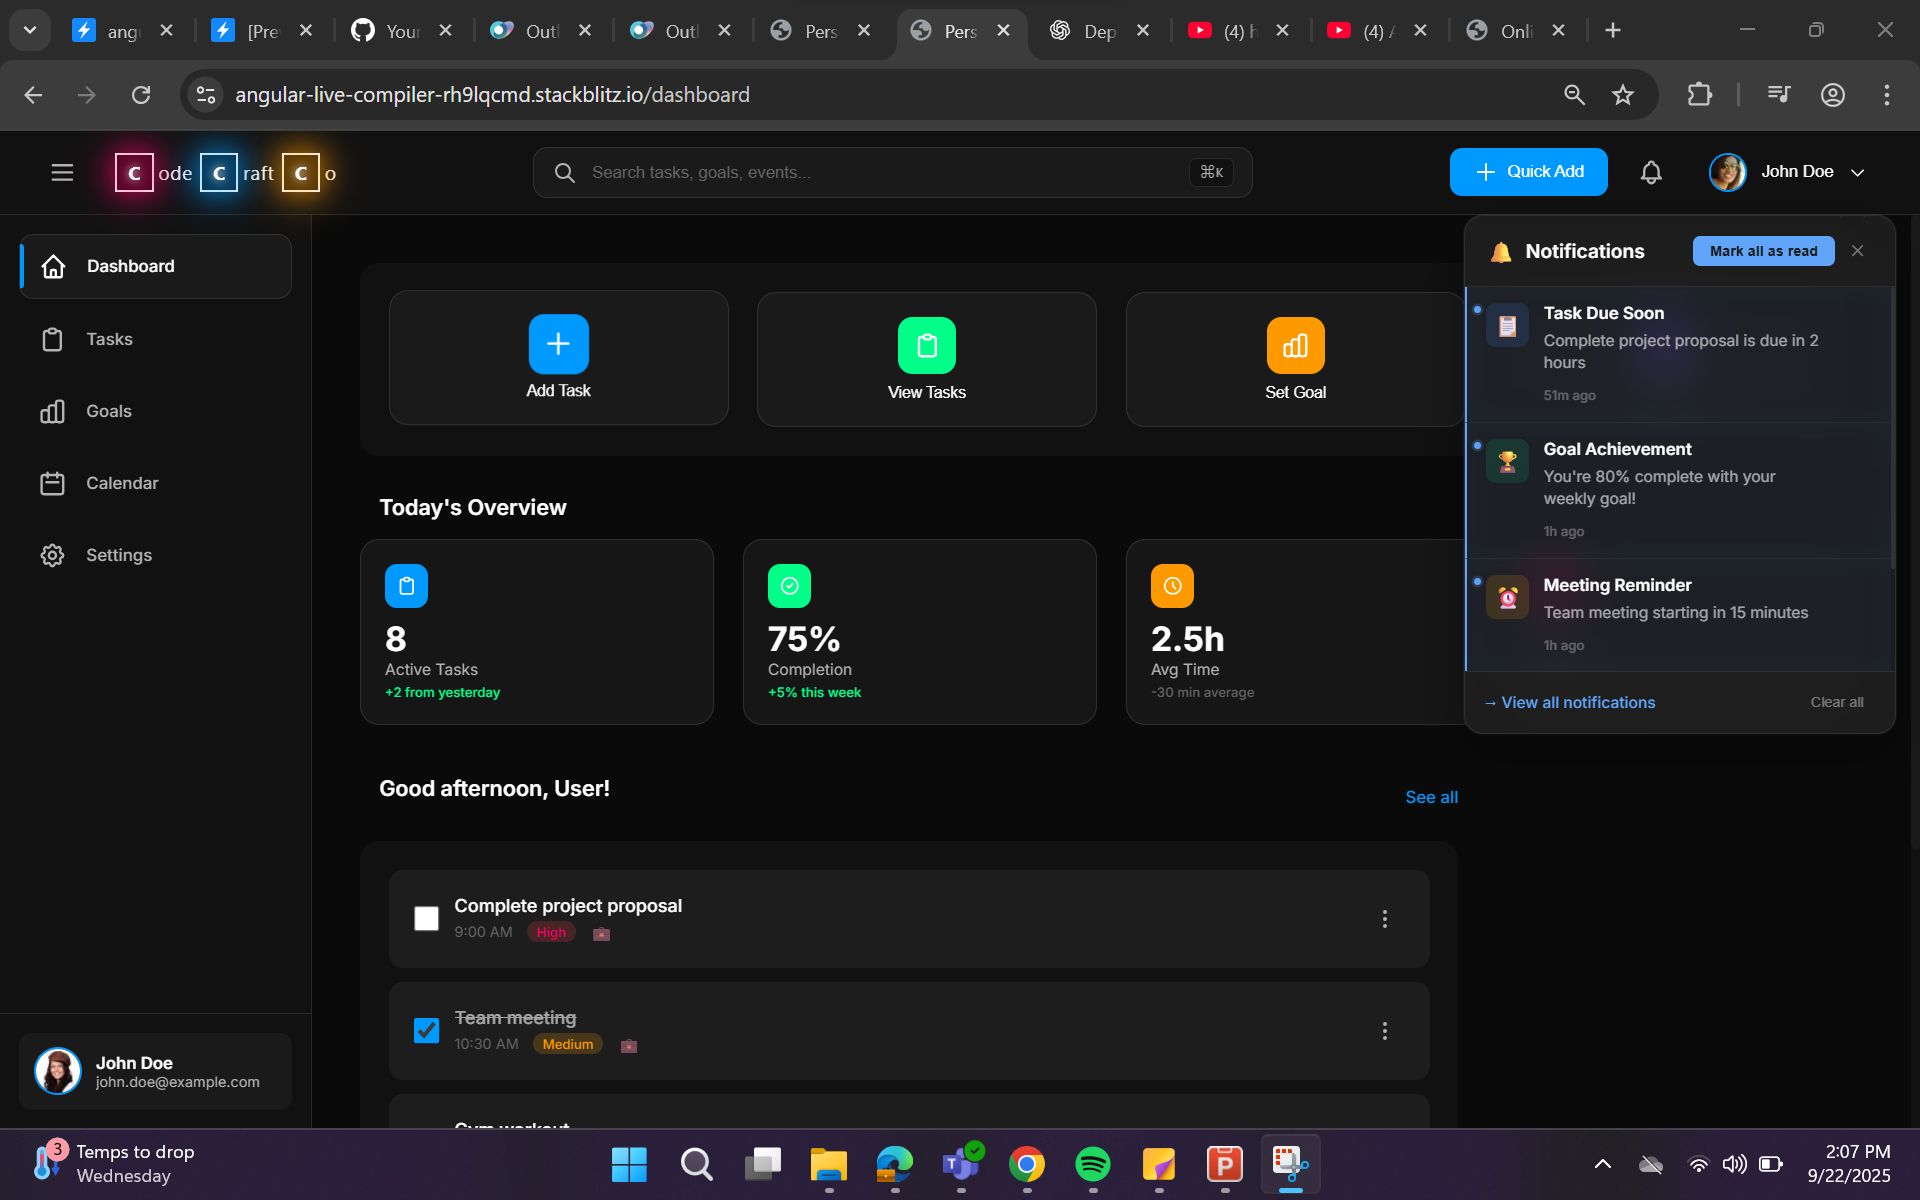 ang
[Pre
Your
Outl
Outl
Pers
Pers
Dep
(4) h
(4) A
Onli
angular-live-compiler-rh9lqcmd.stackblitz.io/dashboard
C ode C raft C o
Search tasks, goals, events...
⌘K
Quick Add
John Doe
Dashboard
Tasks
Goals
Calendar
Settings
Add Task
View Tasks
Set Goal
Notifications
Mark all as read
Task Due Soon
Complete project proposal is due in 2
hours
51m ago
Goal Achievement
You're 80% complete with your
weekly goal!
1h ago
Meeting Reminder
Team meeting starting in 15 minutes
1h ago
→ View all notifications
Clear all
Today's Overview
8
Active Tasks
+2 from yesterday
75%
Completion
+5% this week
2.5h
Avg Time
-30 min average
Good afternoon, User!
See all
Complete project proposal
9:00 AM
High
Team meeting
10:30 AM
Medium
Gym workout
John Doe
john.doe@example.com
3
Temps to drop
Wednesday
2:07 PM
9/22/2025